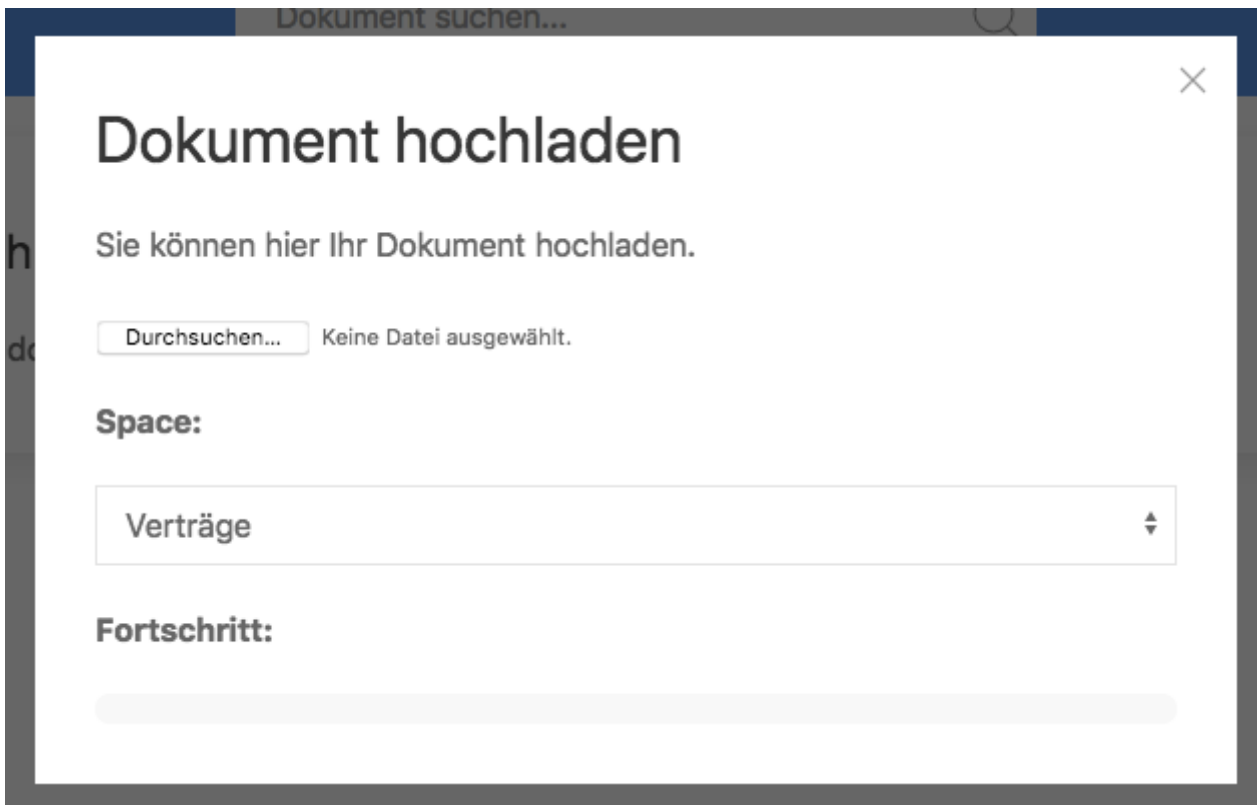 Dokument suchen...
Dokument hochladen
Sie können hier Ihr Dokument hochladen.
Durchsuchen... Keine Datei ausgewählt.
Space:
Verträge
Fortschritt: